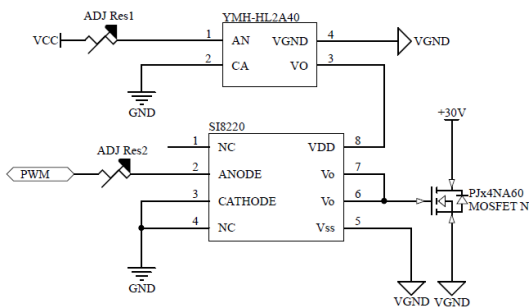 ADJ Res1
YMH-HL2A40
VCC
1
AN
VGND
4
VGND
2
CA
VO
3
GND
SI8220
+30V
1
NC
VDD
8
ADJ Res2
PWM
2
ANODE
Vo
7
3
CATHODE
Vo
6
PJx4NA60
MOSFET N
4
NC
Vss
5
GND
VGND
VGND